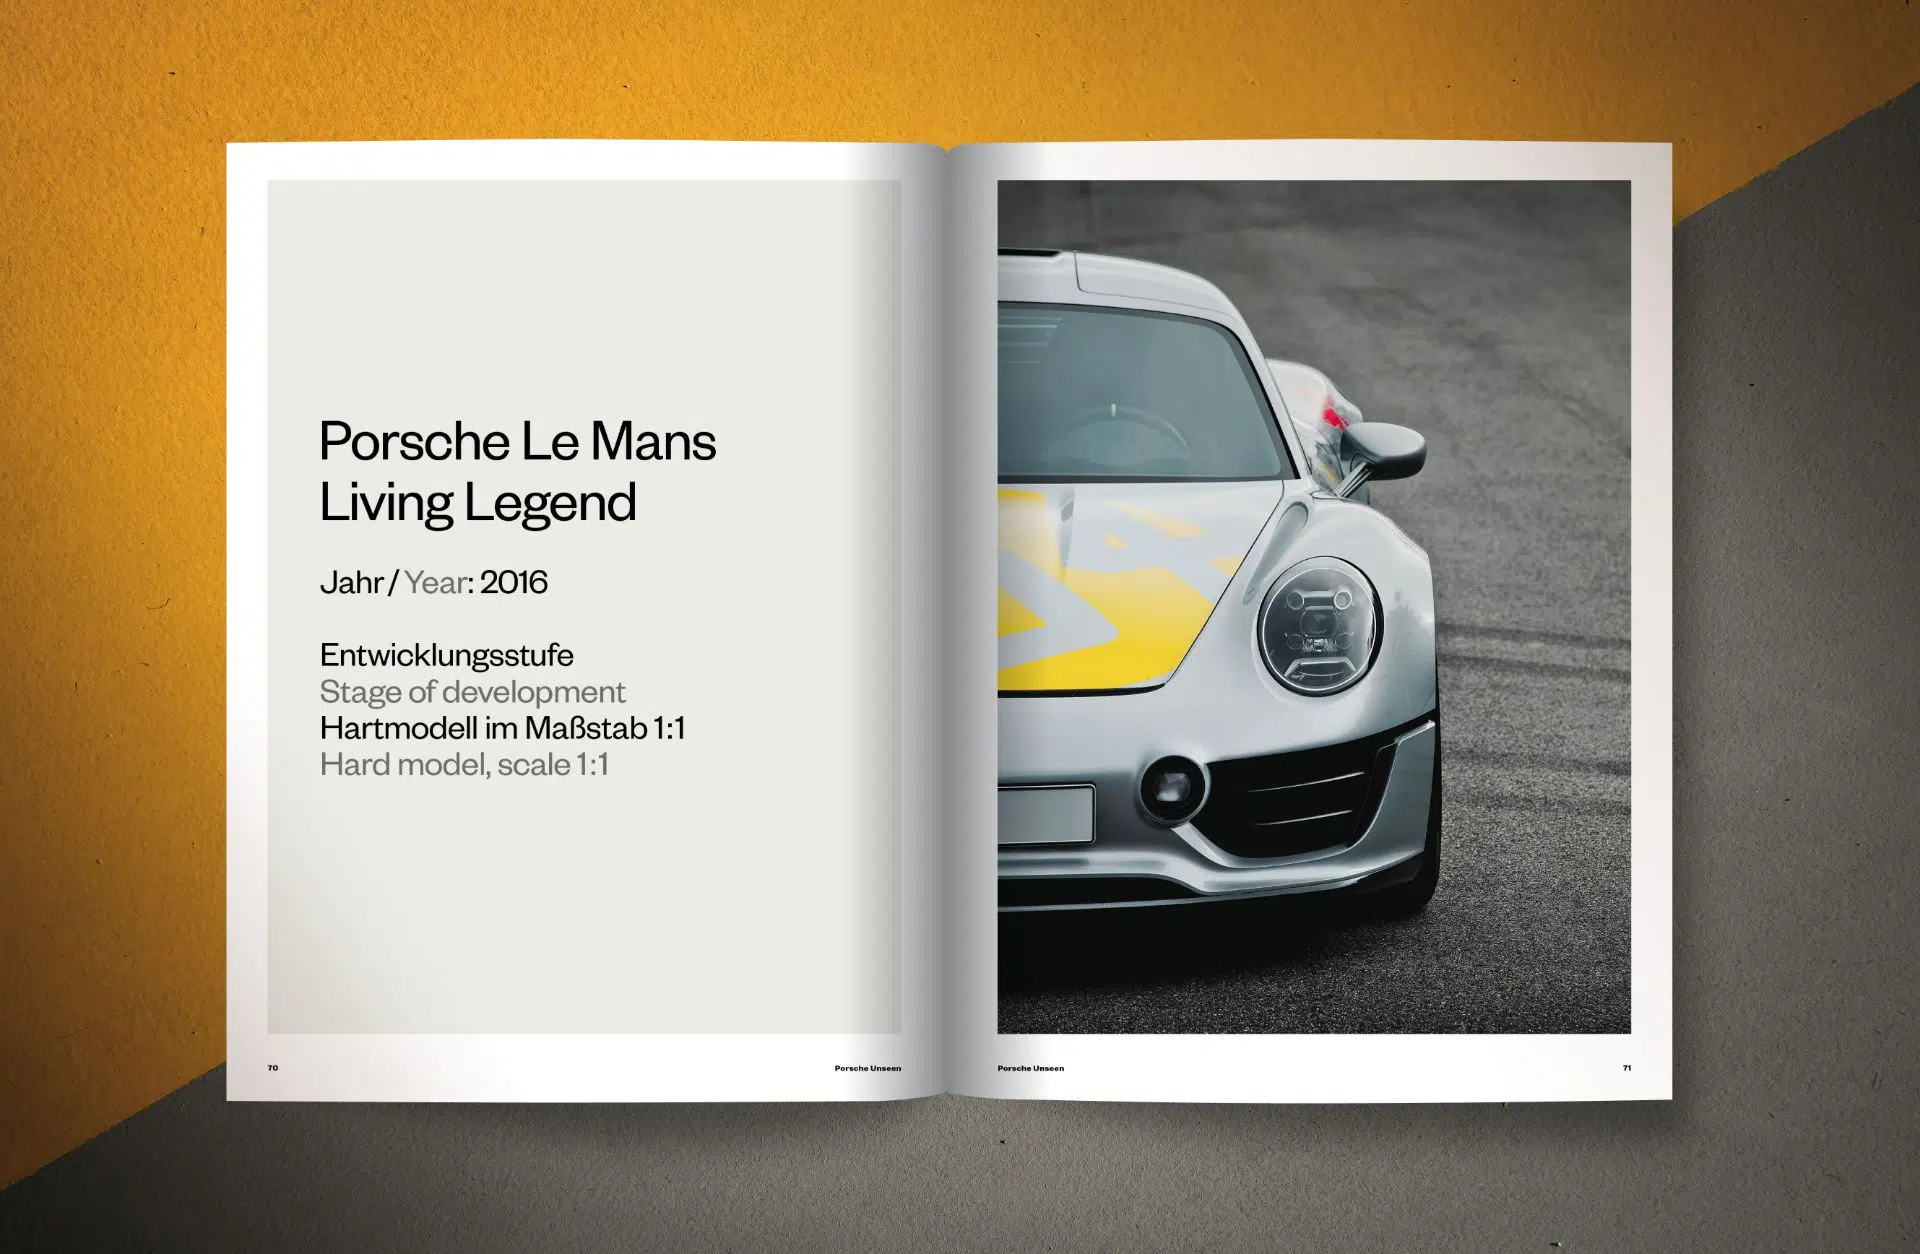 Porsche Le Mans
Living Legend
Jahr / Year: 2016
Entwicklungsstufe
Stage of development
Hartmodell im Maßstab 1:1
Hard model, scale 1:1
70
Porsche Unseen
Porsche Unseen
71